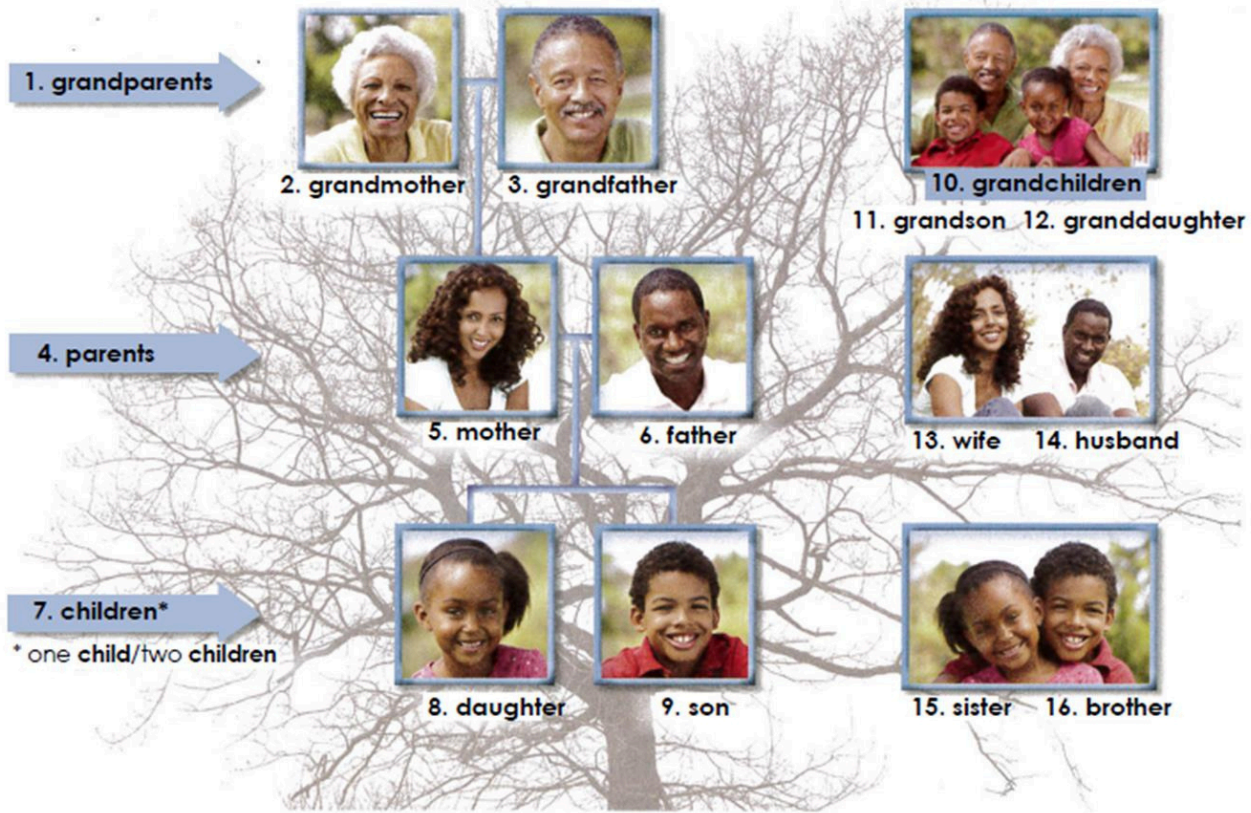 1. grandparents
2. grandmother
3. grandfather
10. grandchildren
11. grandson 12. granddaughter
4. parents
5. mother
6. father
13. wife
14. husband
7. children*
* one child/two children
8. daughter
9. son
15. sister
16. brother